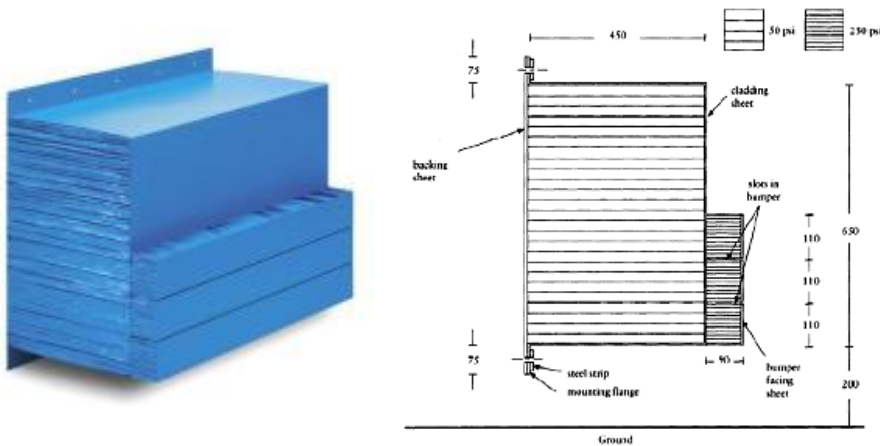 450
50 psi
250 psi
75
cladding
sheet
backing
sheet
slots in
bumper
110
650
110
110
75
steel strip
mounting flange
90
bumper
facing
sheet
200
Ground